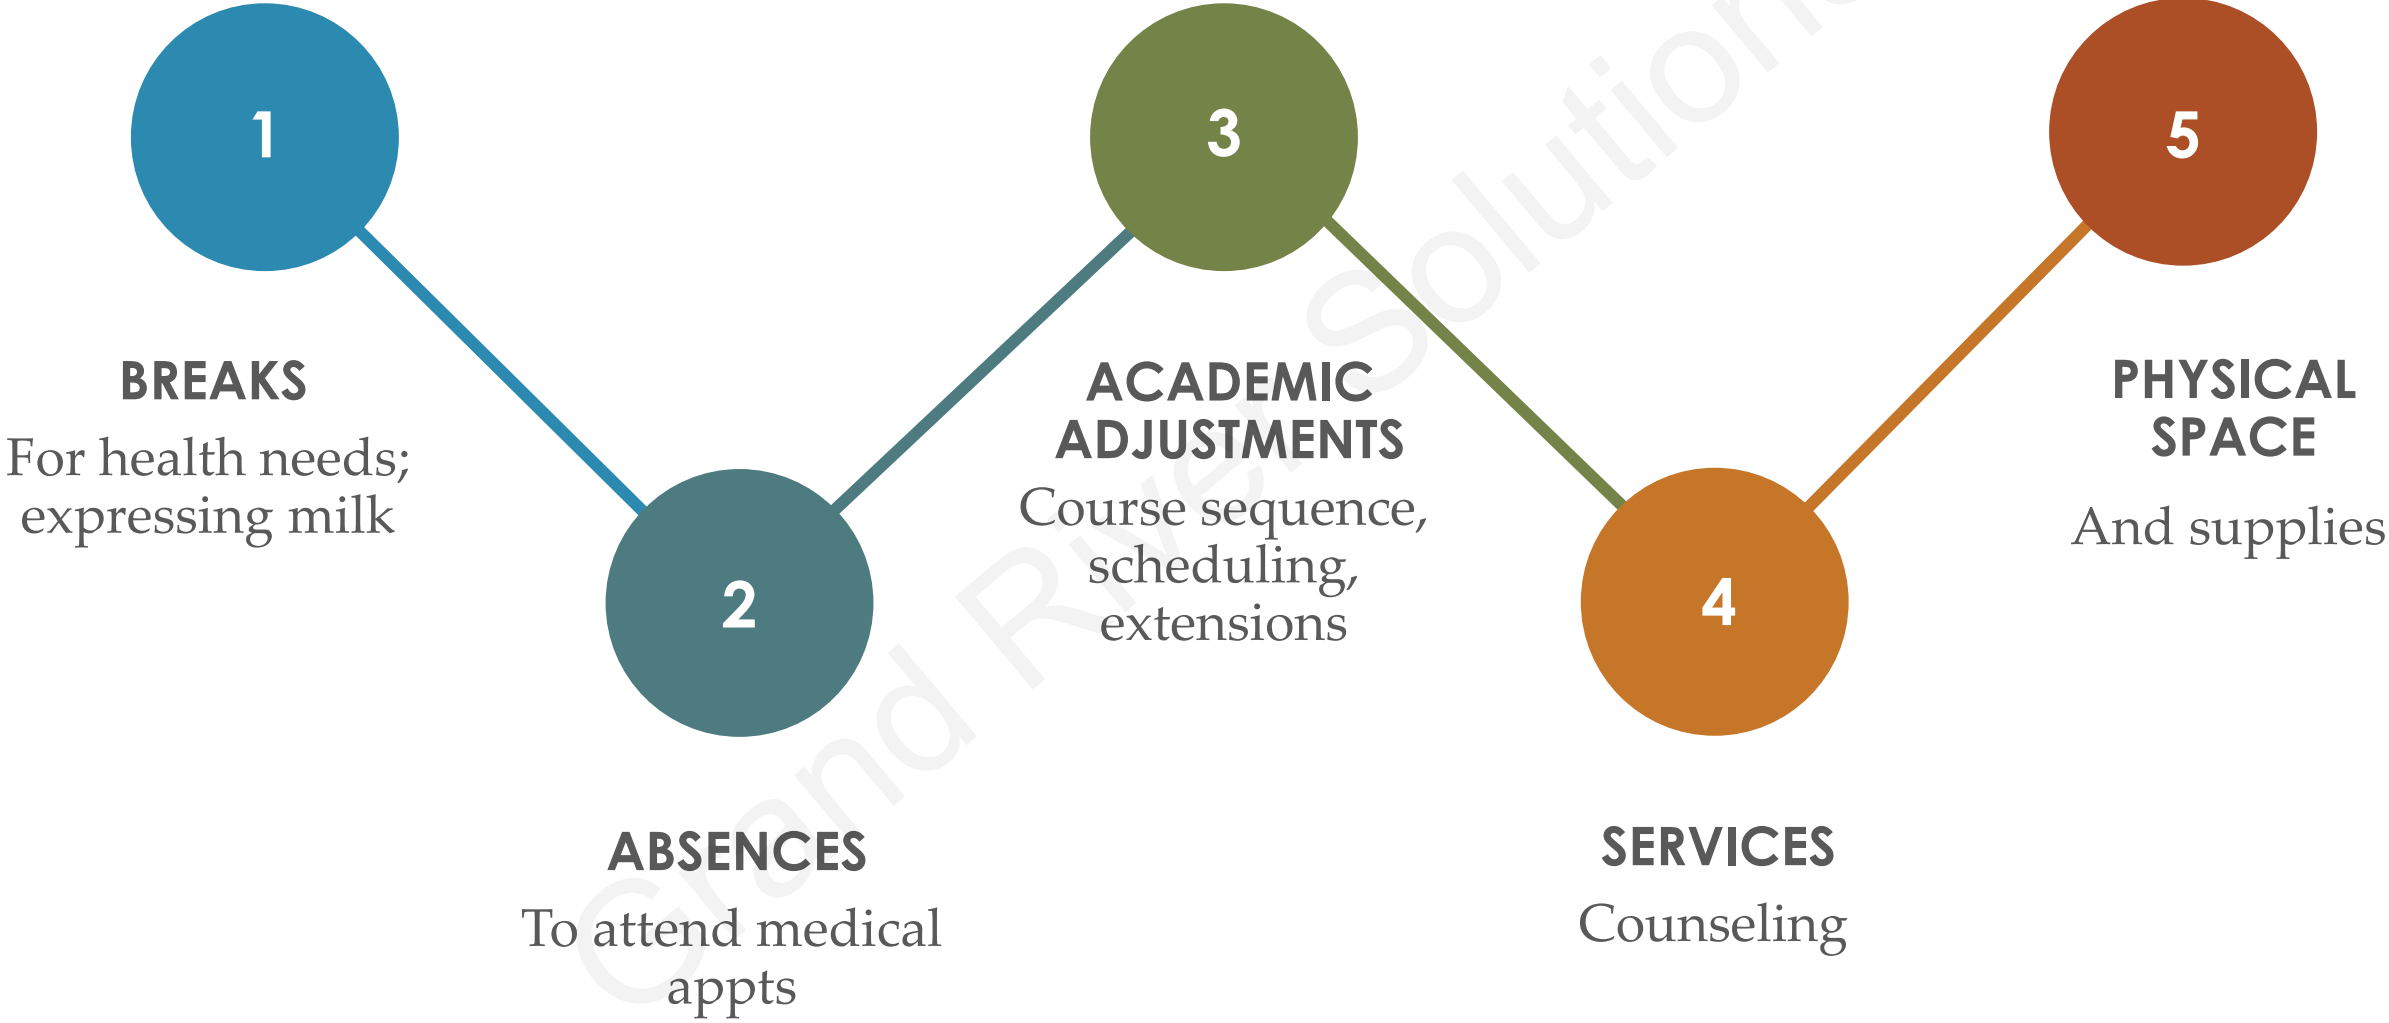 1
BREAKS
For health needs;
expressing milk
2
ABSENCES
To attend medical
appts
3
ACADEMIC
ADJUSTMENTS
Course sequence,
scheduling,
extensions
4
SERVICES
Counseling
5
PHYSICAL
SPACE
And supplies
Grand River Solution